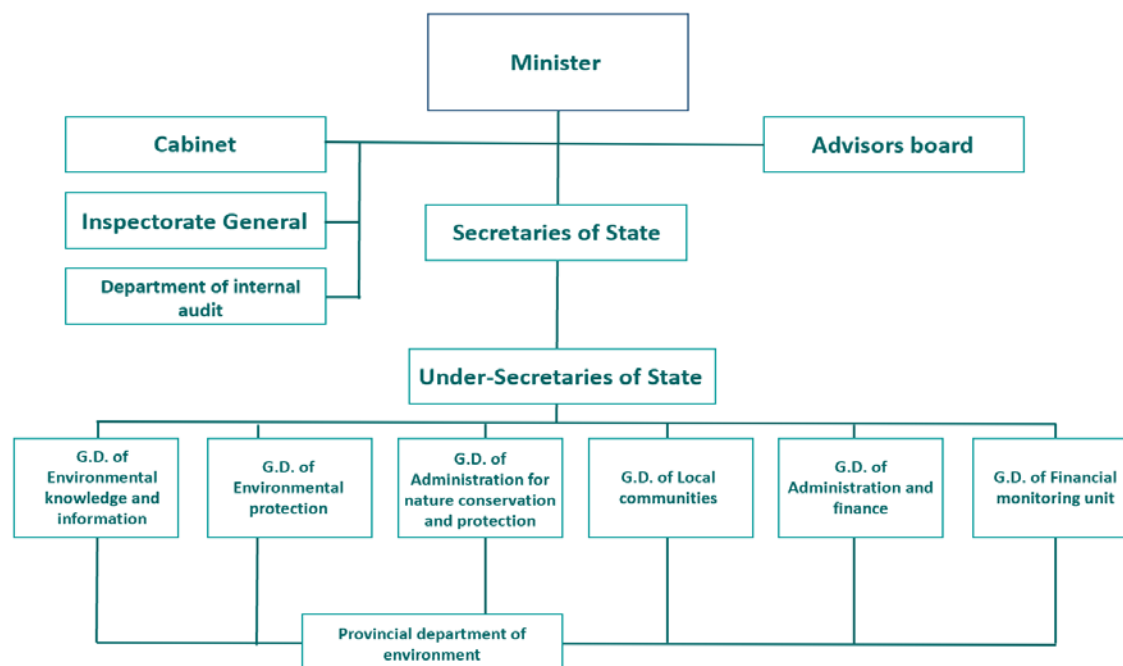 Minister
Cabinet
Advisors board
Inspectorate General
Secretaries of State
Department of internal
audit
Under-Secretaries of State
G.D. of
Environmental
knowledge and
information
G.D. of
Environmental
protection
G.D. of
Administration for
nature conservation
and protection
G.D. of Local
communities
G.D. of
Administration and
finance
G.D. of Financial
monitoring unit
Provincial department of
environment